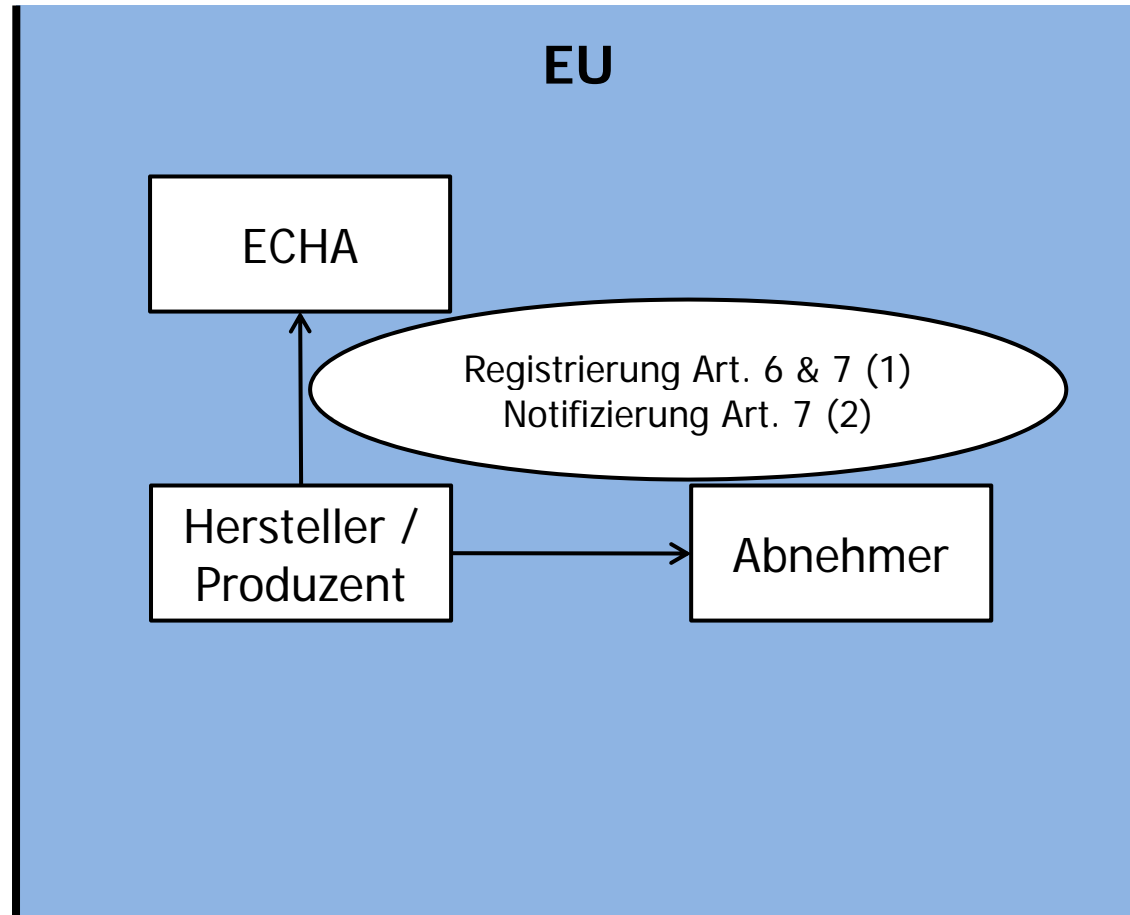 EU
ECHA
Registrierung Art. 6 & 7 (1)
Notifizierung Art. 7 (2)
Hersteller /
Produzent
Abnehmer